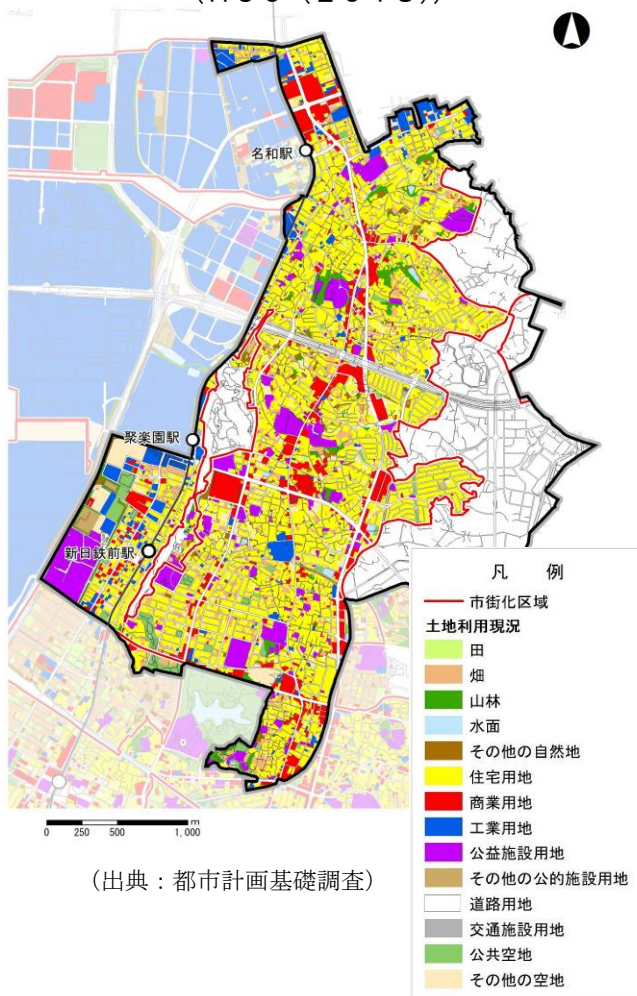 名和駅
聚楽園駅
新日鉄前駅
凡 例
市街化区域
土地利用現況
田
畑
山林
水面
その他の自然地
住宅用地
商業用地
工業用地
公益施設用地
その他の公的施設用地
道路用地
交通施設用地
公共空地
その他の空地
0 250 500 1,000 m
(出典：都市計画基礎調査)